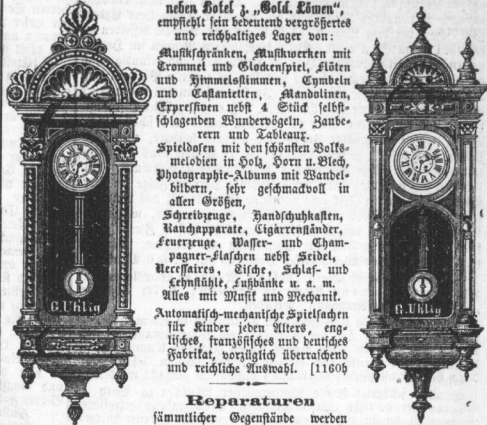 neben Hotel z. „Gold. Löwen",
empfiehlt sein bedeutend vergrößertes
und reichhaltiges Lager von:
Musikschränken, Musikwerken mit
Trommel und Glockenspiel, Flöten
und Himmelsstimmen, Cymbeln
und Castanietten, Mandolinen,
Expressiven nebst 4 Stück selbst-
schlagenden Wundervögeln, Zaube-
rern und Tableaux.
Spieldosen mit den schönsten Volks-
melodien in Holz, Horn u. Blech,
Photographie-Albums mit Wandel-
bildern, sehr geschmackvoll in
allen Größen,
Schreibzeuge, Handschuhkasten,
Rauchapparate, Cigarrenständer,
Feuerzeuge, Wasser- und Cham-
pagner-Flaschen nebst Seidel,
Necessaires, Tische, Schlaf- und
Lehnstühle, Fußbänke u. a. m.
Alles mit Musik und Mechanik.
Automatisch-mechanische Spielsachen
für Kinder jeden Alters, eng-
lisches, französisches und deutsches
Fabrikat, vorzüglich überraschend
und reichliche Auswahl. [1160h
Reparaturen
sämmtlicher Gegenstände werden
G. Uhlig
G. Uhlig